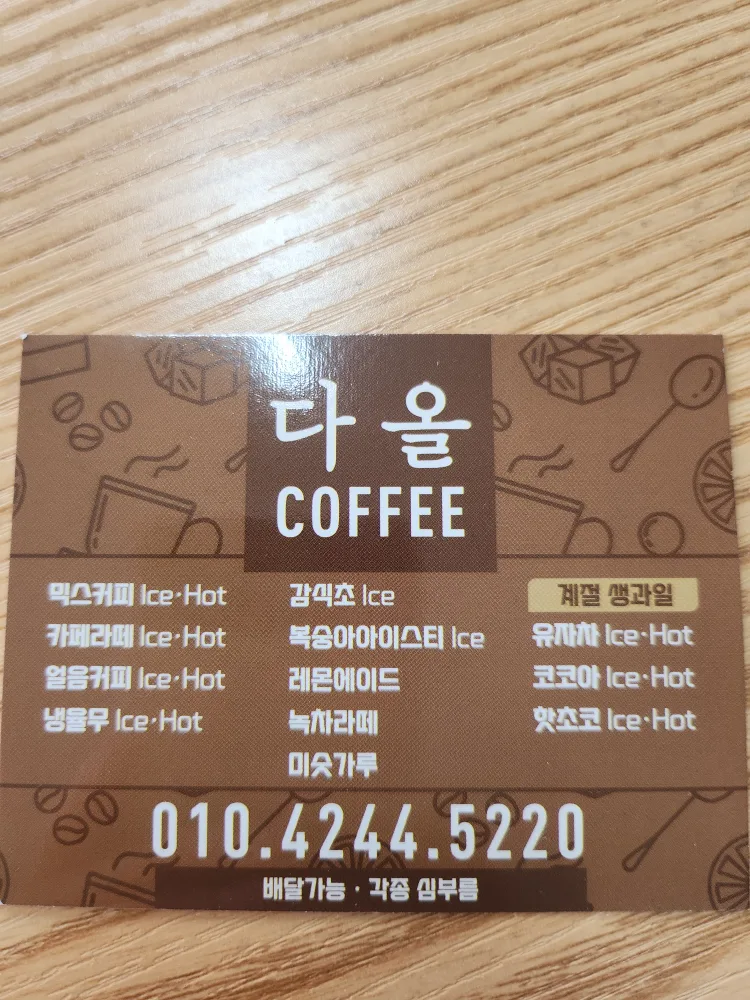 다올
COFFEE
믹스커피 Ice·Hot
카페라떼 Ice·Hot
얼음커피 Ice·Hot
냉율무 Ice·Hot
감식초 Ice
복숭아아이스티 Ice
레몬에이드
녹차라떼
미숫가루
계절 생과일
유자차 Ice·Hot
코코아 Ice·Hot
핫초코 Ice·Hot
010.4244.5220
배달가능 · 각종 심부름